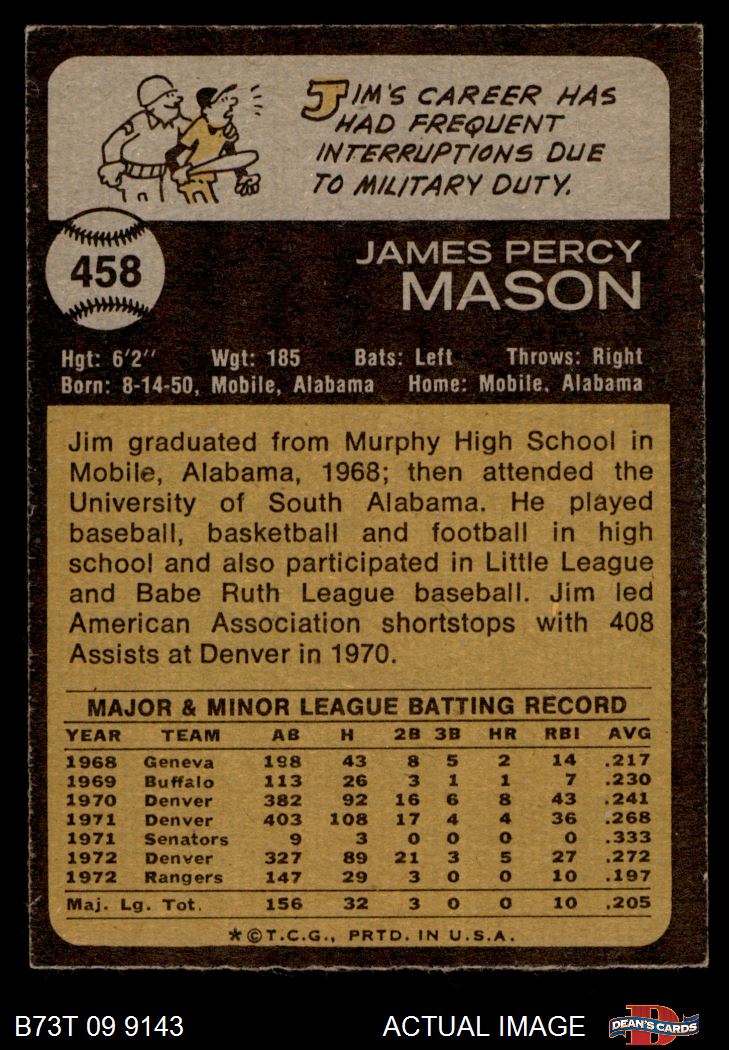 JIM'S CAREER HAS
HAD FREQUENT
INTERRUPTIONS DUE
TO MILITARY DUTY.
458
JAMES PERCY
MASON
Hgt: 6'2" Wgt: 185 Bats: Left Throws: Right
Born: 8-14-50, Mobile, Alabama Home: Mobile, Alabama
Jim graduated from Murphy High School in
Mobile, Alabama, 1968; then attended the
University of South Alabama. He played
baseball, basketball and football in high
school and also participated in Little League
and Babe Ruth League baseball. Jim led
American Association shortstops with 408
Assists at Denver in 1970.
MAJOR & MINOR LEAGUE BATTING RECORD
YEAR TEAM AB H 2B 3B HR RBI AVG
1968 Geneva 198 43 8 5 2 14 .217
1969 Buffalo 113 26 3 1 1 7 .230
1970 Denver 382 92 16 6 8 43 .241
1971 Denver 403 108 17 4 4 36 .268
1971 Senators 9 3 0 0 0 0 .333
1972 Denver 327 89 21 3 5 27 .272
1972 Rangers 147 29 3 0 0 10 .197
Maj. Lg. Tot. 156 32 3 0 0 10 .205
*©T.C.G., PRTD. IN U.S.A.
B73T 09 9143 ACTUAL IMAGE
D
DEAN'S CARDS